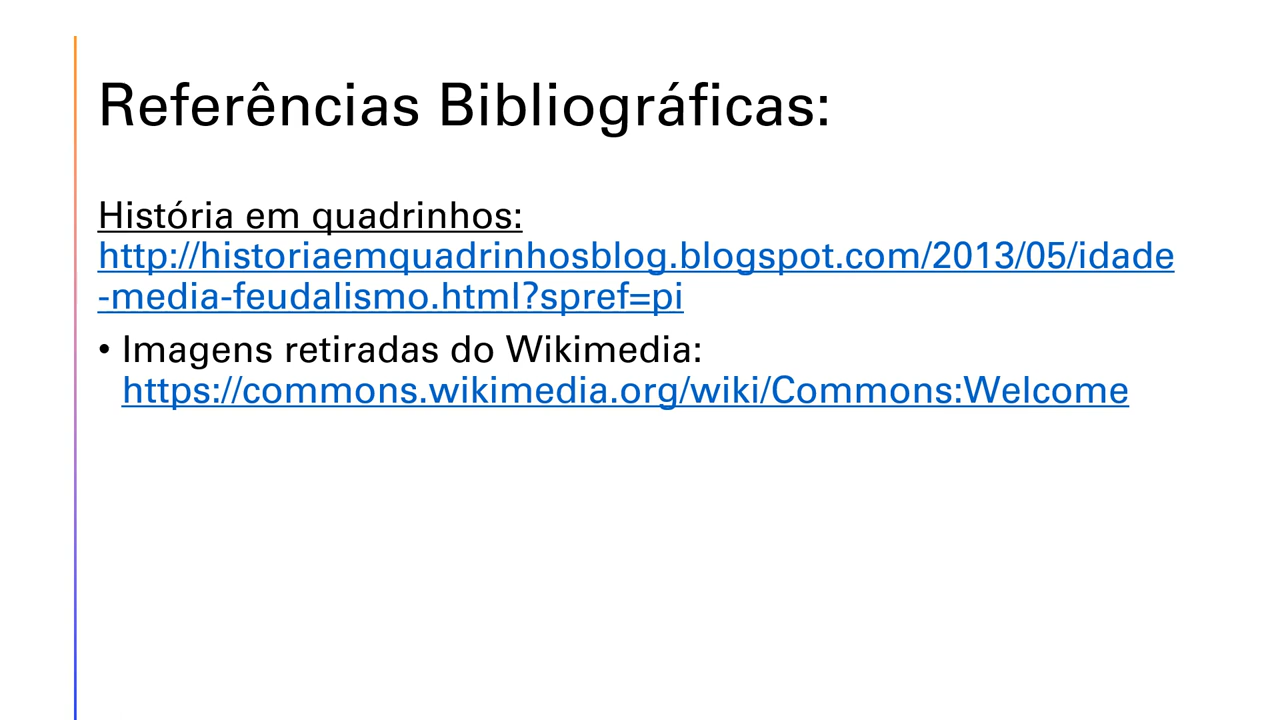 Referências Bibliográficas:
História em quadrinhos:
http://historiaemquadrinhosblog.blogspot.com/2013/05/idade
-media-feudalismo.html?spref=pi
• Imagens retiradas do Wikimedia:
https://commons.wikimedia.org/wiki/Commons:Welcome